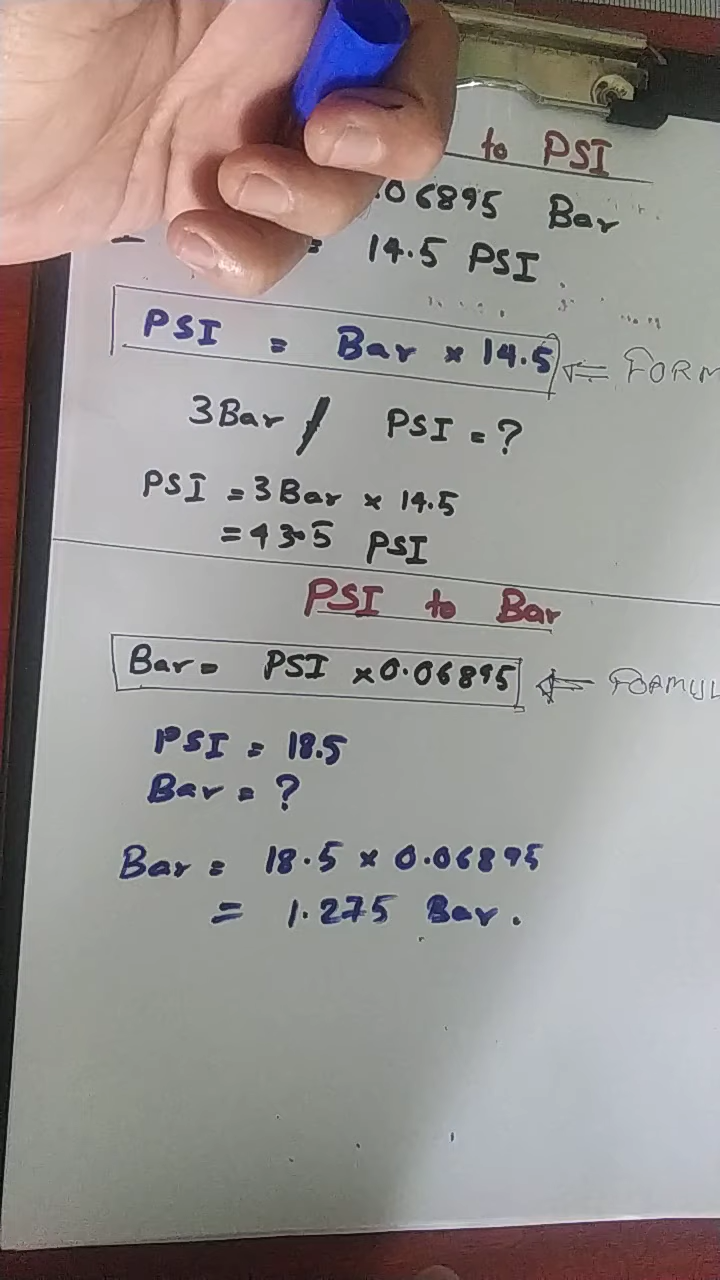 to PSI
.06895 Bar
= 14.5 PSI
PSI = Bar × 14.5 ⇐ FORM
3Bar / PSI = ?
PSI = 3 Bar × 14.5
= 43.5 PSI
PSI to Bar
Bar = PSI ×0.06895 ⇐ FORMUL
PSI = 18.5
Bar = ?
Bar = 18.5 × 0.06895
= 1.275 Bar.